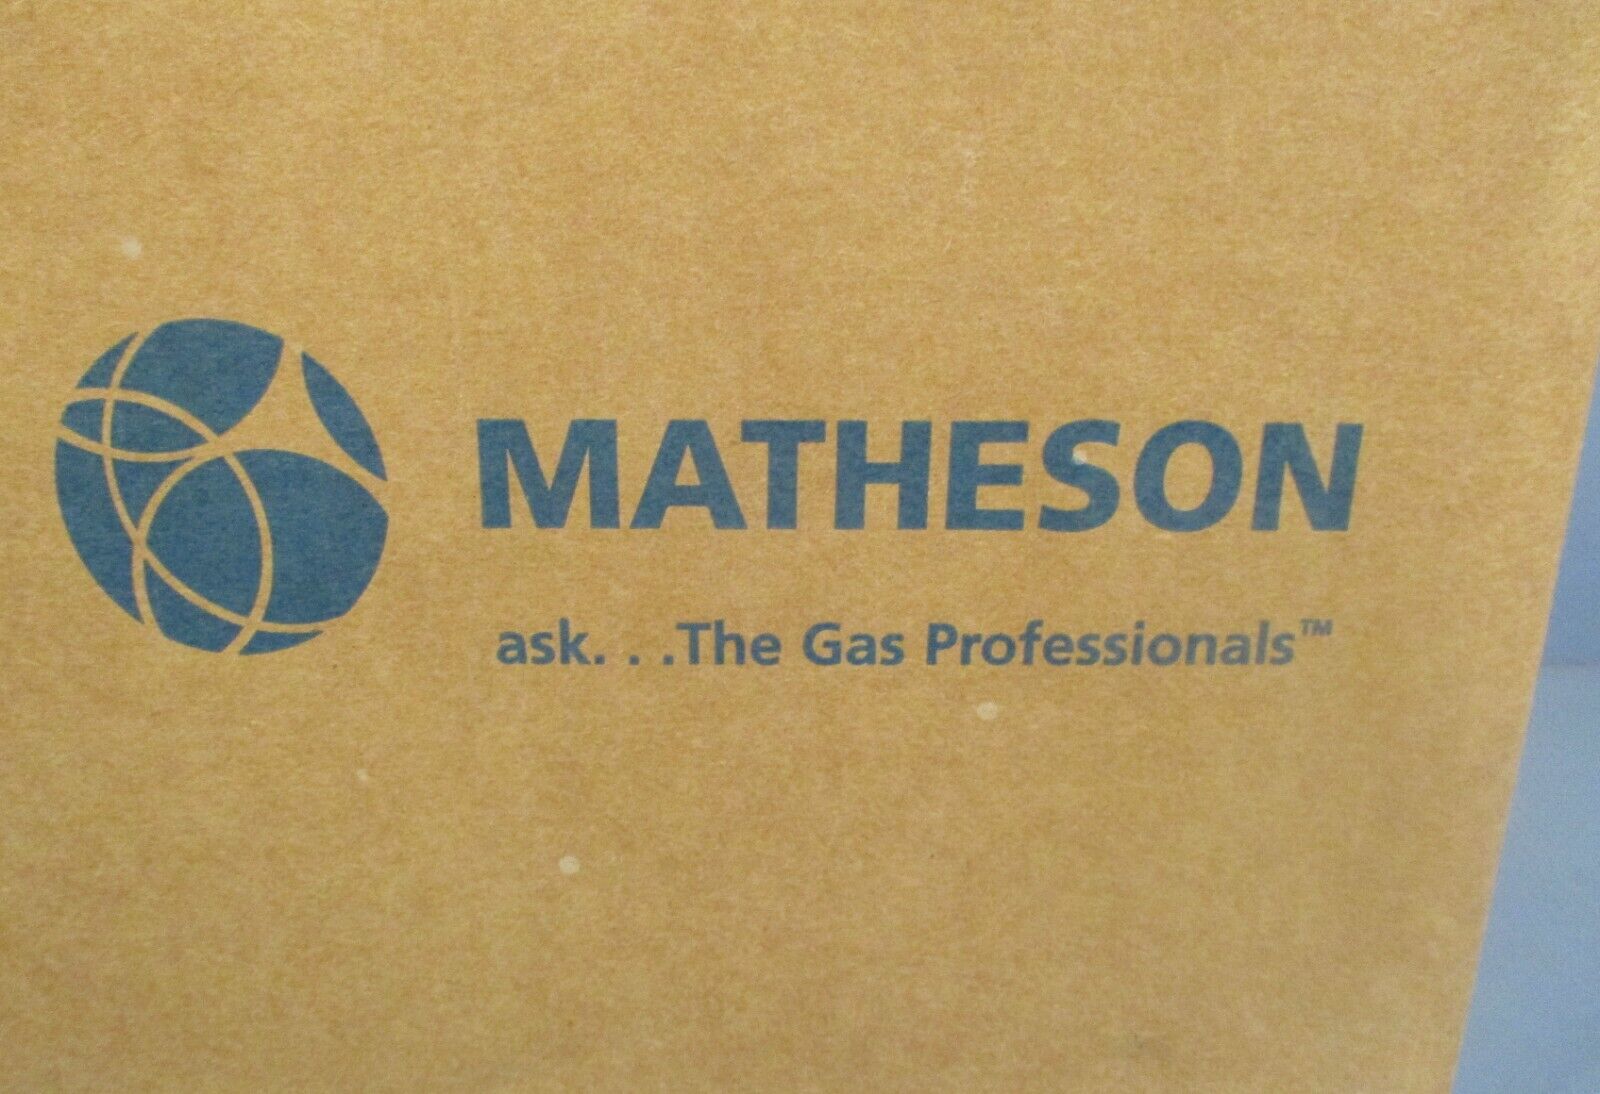 MATHESON
ask. . .The Gas Professionals™